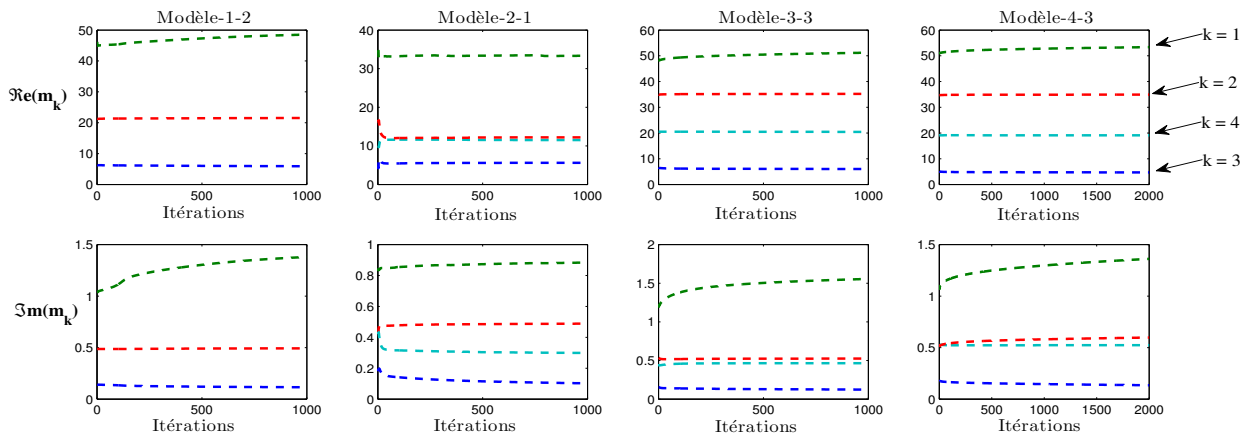 Modèle-1-2
Modèle-2-1
Modèle-3-3
Modèle-4-3
ℜe(m_k)
50
40
30
20
10
0
0 500 1000
Itérations
40
30
20
10
0
0 500 1000
Itérations
60
50
40
30
20
10
0
0 500 1000
Itérations
60
50
40
30
20
10
0
0 500 1000 1500 2000
Itérations
k = 1
k = 2
k = 4
k = 3
ℑm(m_k)
1.5
1
0.5
0
0 500 1000
Itérations
1
0.8
0.6
0.4
0.2
0
0 500 1000
Itérations
2
1.5
1
0.5
0
0 500 1000
Itérations
1.5
1
0.5
0
0 500 1000 1500 2000
Itérations